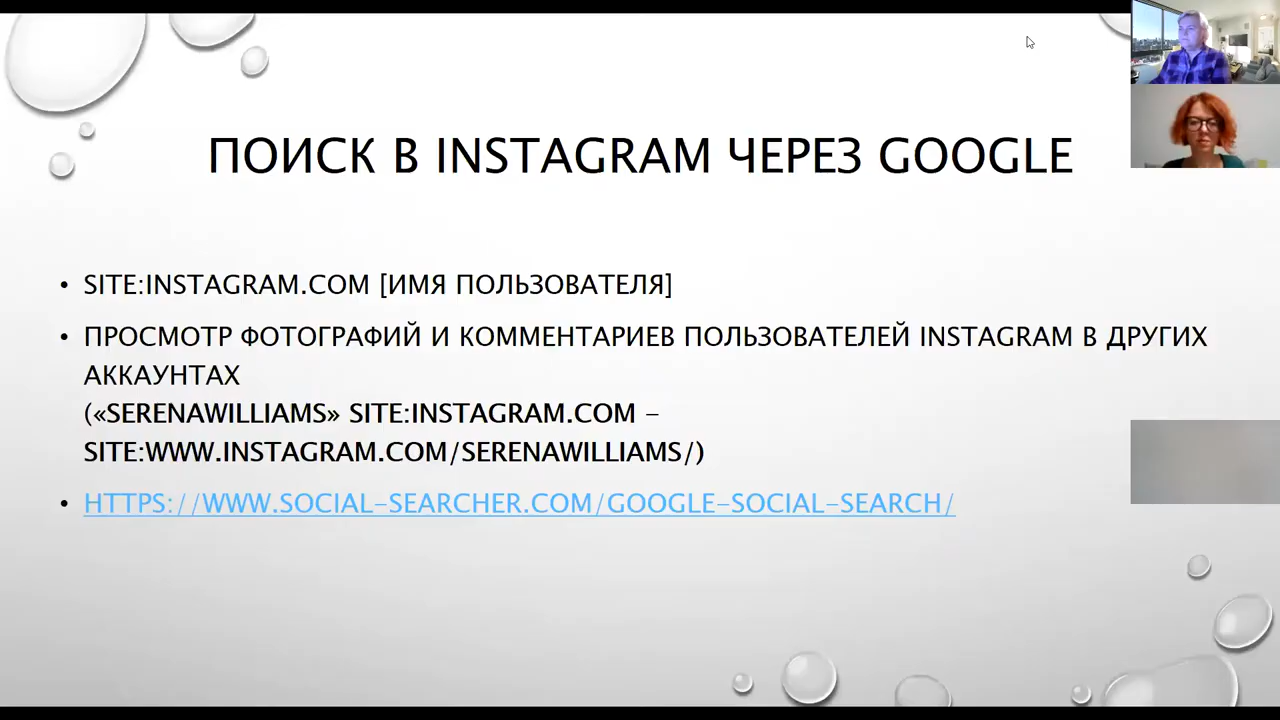 ПОИСК В INSTAGRAM ЧЕРЕЗ GOOGLE
• SITE:INSTAGRAM.COM [ИМЯ ПОЛЬЗОВАТЕЛЯ]
• ПРОСМОТР ФОТОГРАФИЙ И КОММЕНТАРИЕВ ПОЛЬЗОВАТЕЛЕЙ INSTAGRAM В ДРУГИХ
АККАУНТАХ
(«SERENAWILLIAMS» SITE:INSTAGRAM.COM –
SITE:WWW.INSTAGRAM.COM/SERENAWILLIAMS/)
• HTTPS://WWW.SOCIAL-SEARCHER.COM/GOOGLE-SOCIAL-SEARCH/